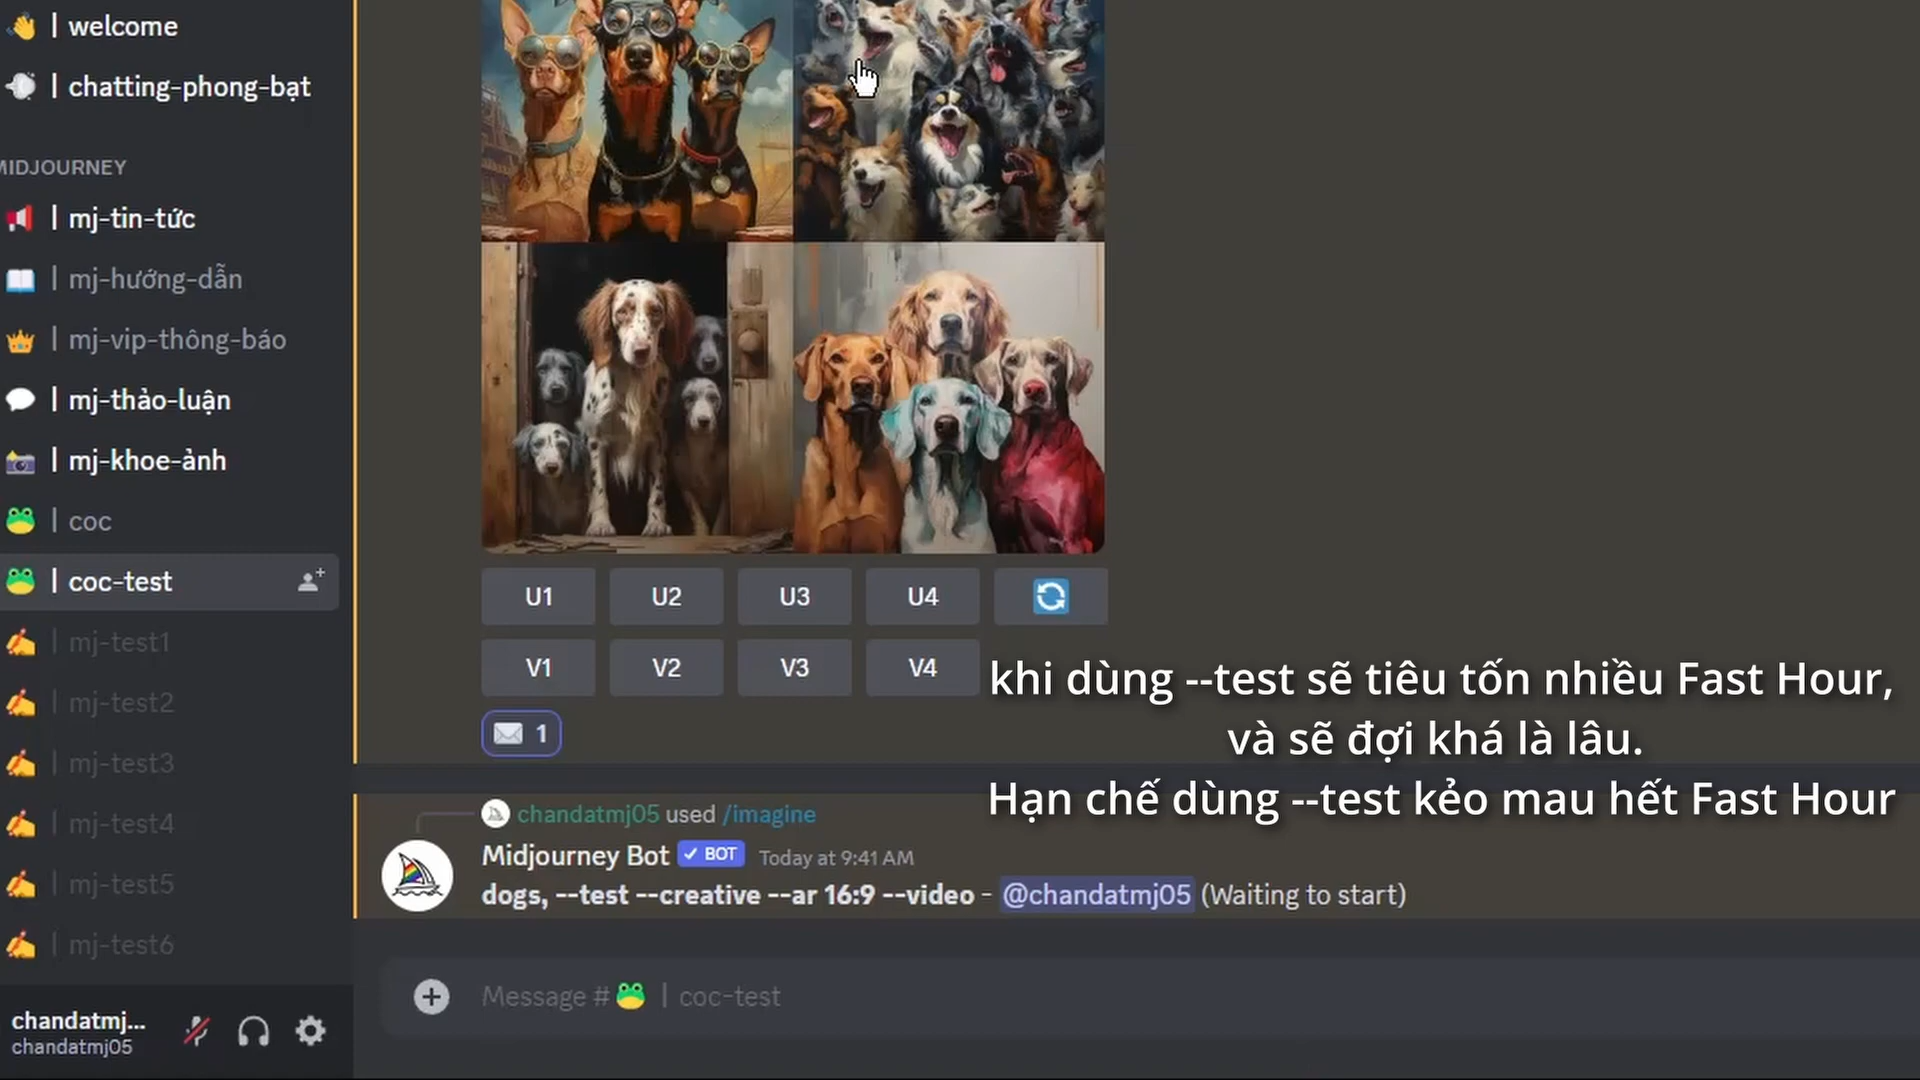 welcome
chatting-phong-bạt
MIDJOURNEY
mj-tin-tức
mj-hướng-dẫn
mj-vip-thông-báo
mj-thảo-luận
mj-khoe-ảnh
coc
coc-test
mj-test1
mj-test2
mj-test3
mj-test4
mj-test5
mj-test6
chandatmj...
chandatmj05
U1 U2 U3 U4
V1 V2 V3 V4
1
khi dùng --test sẽ tiêu tốn nhiều Fast Hour,
và sẽ đợi khá là lâu.
Hạn chế dùng --test kẻo mau hết Fast Hour
chandatmj05 used /imagine
Midjourney Bot ✓ BOT Today at 9:41 AM
dogs, --test --creative --ar 16:9 --video - @chandatmj05 (Waiting to start)
Message # 🐸 | coc-test